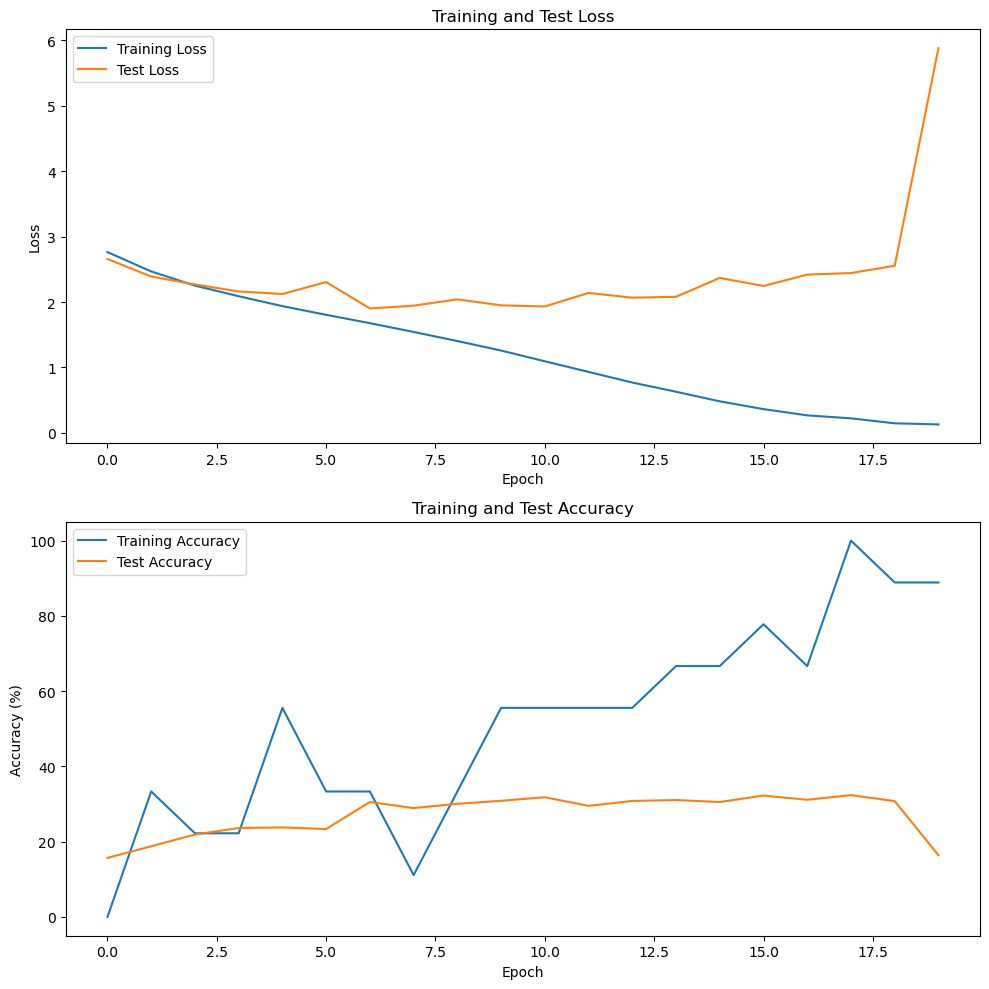 Training and Test Loss
Training Loss
Test Loss
6
5
4
3
2
1
0
Loss
0.0 2.5 5.0 7.5 10.0 12.5 15.0 17.5
Epoch
Training and Test Accuracy
Training Accuracy
Test Accuracy
100
80
60
40
20
0
Accuracy (%)
0.0 2.5 5.0 7.5 10.0 12.5 15.0 17.5
Epoch